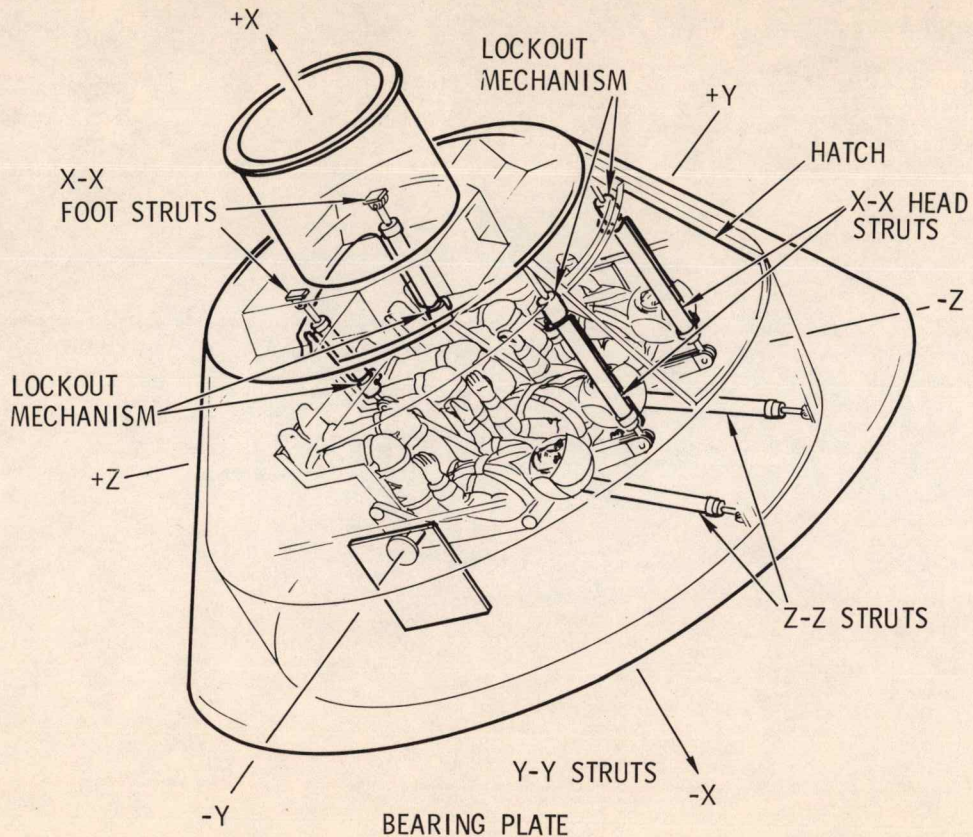 +X
LOCKOUT
MECHANISM
+Y
HATCH
X-X
FOOT STRUTS
X-X HEAD
STRUTS
-Z
LOCKOUT
MECHANISM
+Z
Z-Z STRUTS
Y-Y STRUTS
-X
-Y
BEARING PLATE